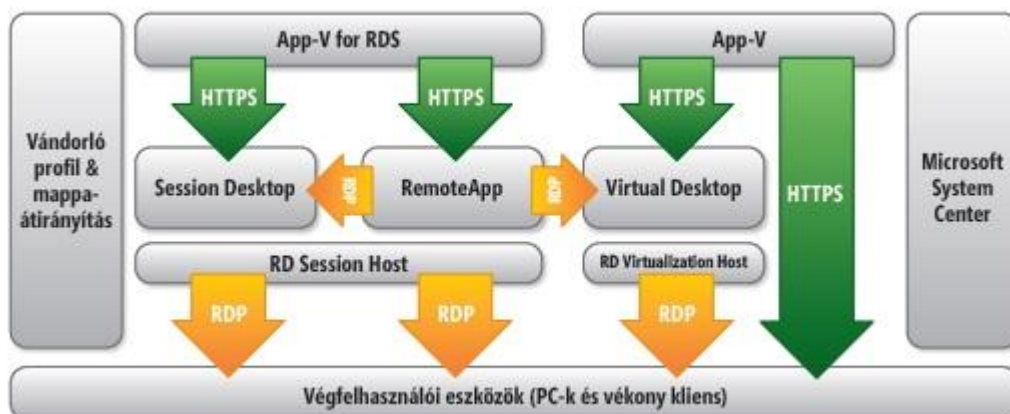 App-V for RDS
App-V
HTTPS
HTTPS
HTTPS
Vándorló
profil &
mappa-
átirányítás
Session Desktop
RDP
RemoteApp
RDP
Virtual Desktop
HTTPS
Microsoft
System
Center
RD Session Host
RD Virtualization Host
RDP
RDP
RDP
Végfelhasználói eszközök (PC-k és vékony kliens)